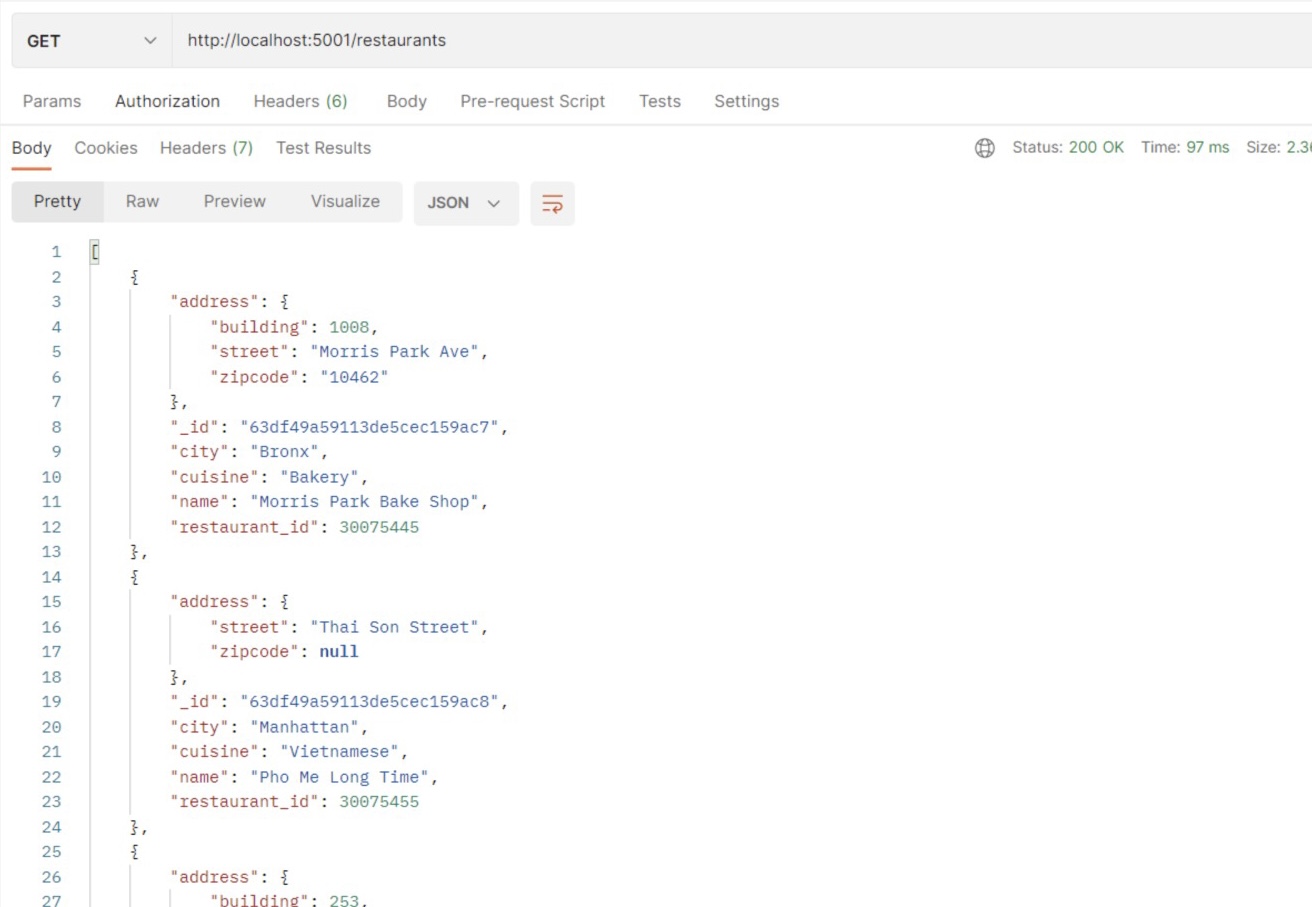 GET http://localhost:5001/restaurants
Params Authorization Headers (6) Body Pre-request Script Tests Settings
Body Cookies Headers (7) Test Results Status: 200 OK Time: 97 ms Size:
Pretty Raw Preview Visualize JSON
1 [
2 {
3 "address": {
4 "building": 1008,
5 "street": "Morris Park Ave",
6 "zipcode": "10462"
7 },
8 "_id": "63df49a59113de5cec159ac7",
9 "city": "Bronx",
10 "cuisine": "Bakery",
11 "name": "Morris Park Bake Shop",
12 "restaurant_id": 30075445
13 },
14 {
15 "address": {
16 "street": "Thai Son Street",
17 "zipcode": null
18 },
19 "_id": "63df49a59113de5cec159ac8",
20 "city": "Manhattan",
21 "cuisine": "Vietnamese",
22 "name": "Pho Me Long Time",
23 "restaurant_id": 30075455
24 },
25 {
26 "address": {
27 "building": 253,